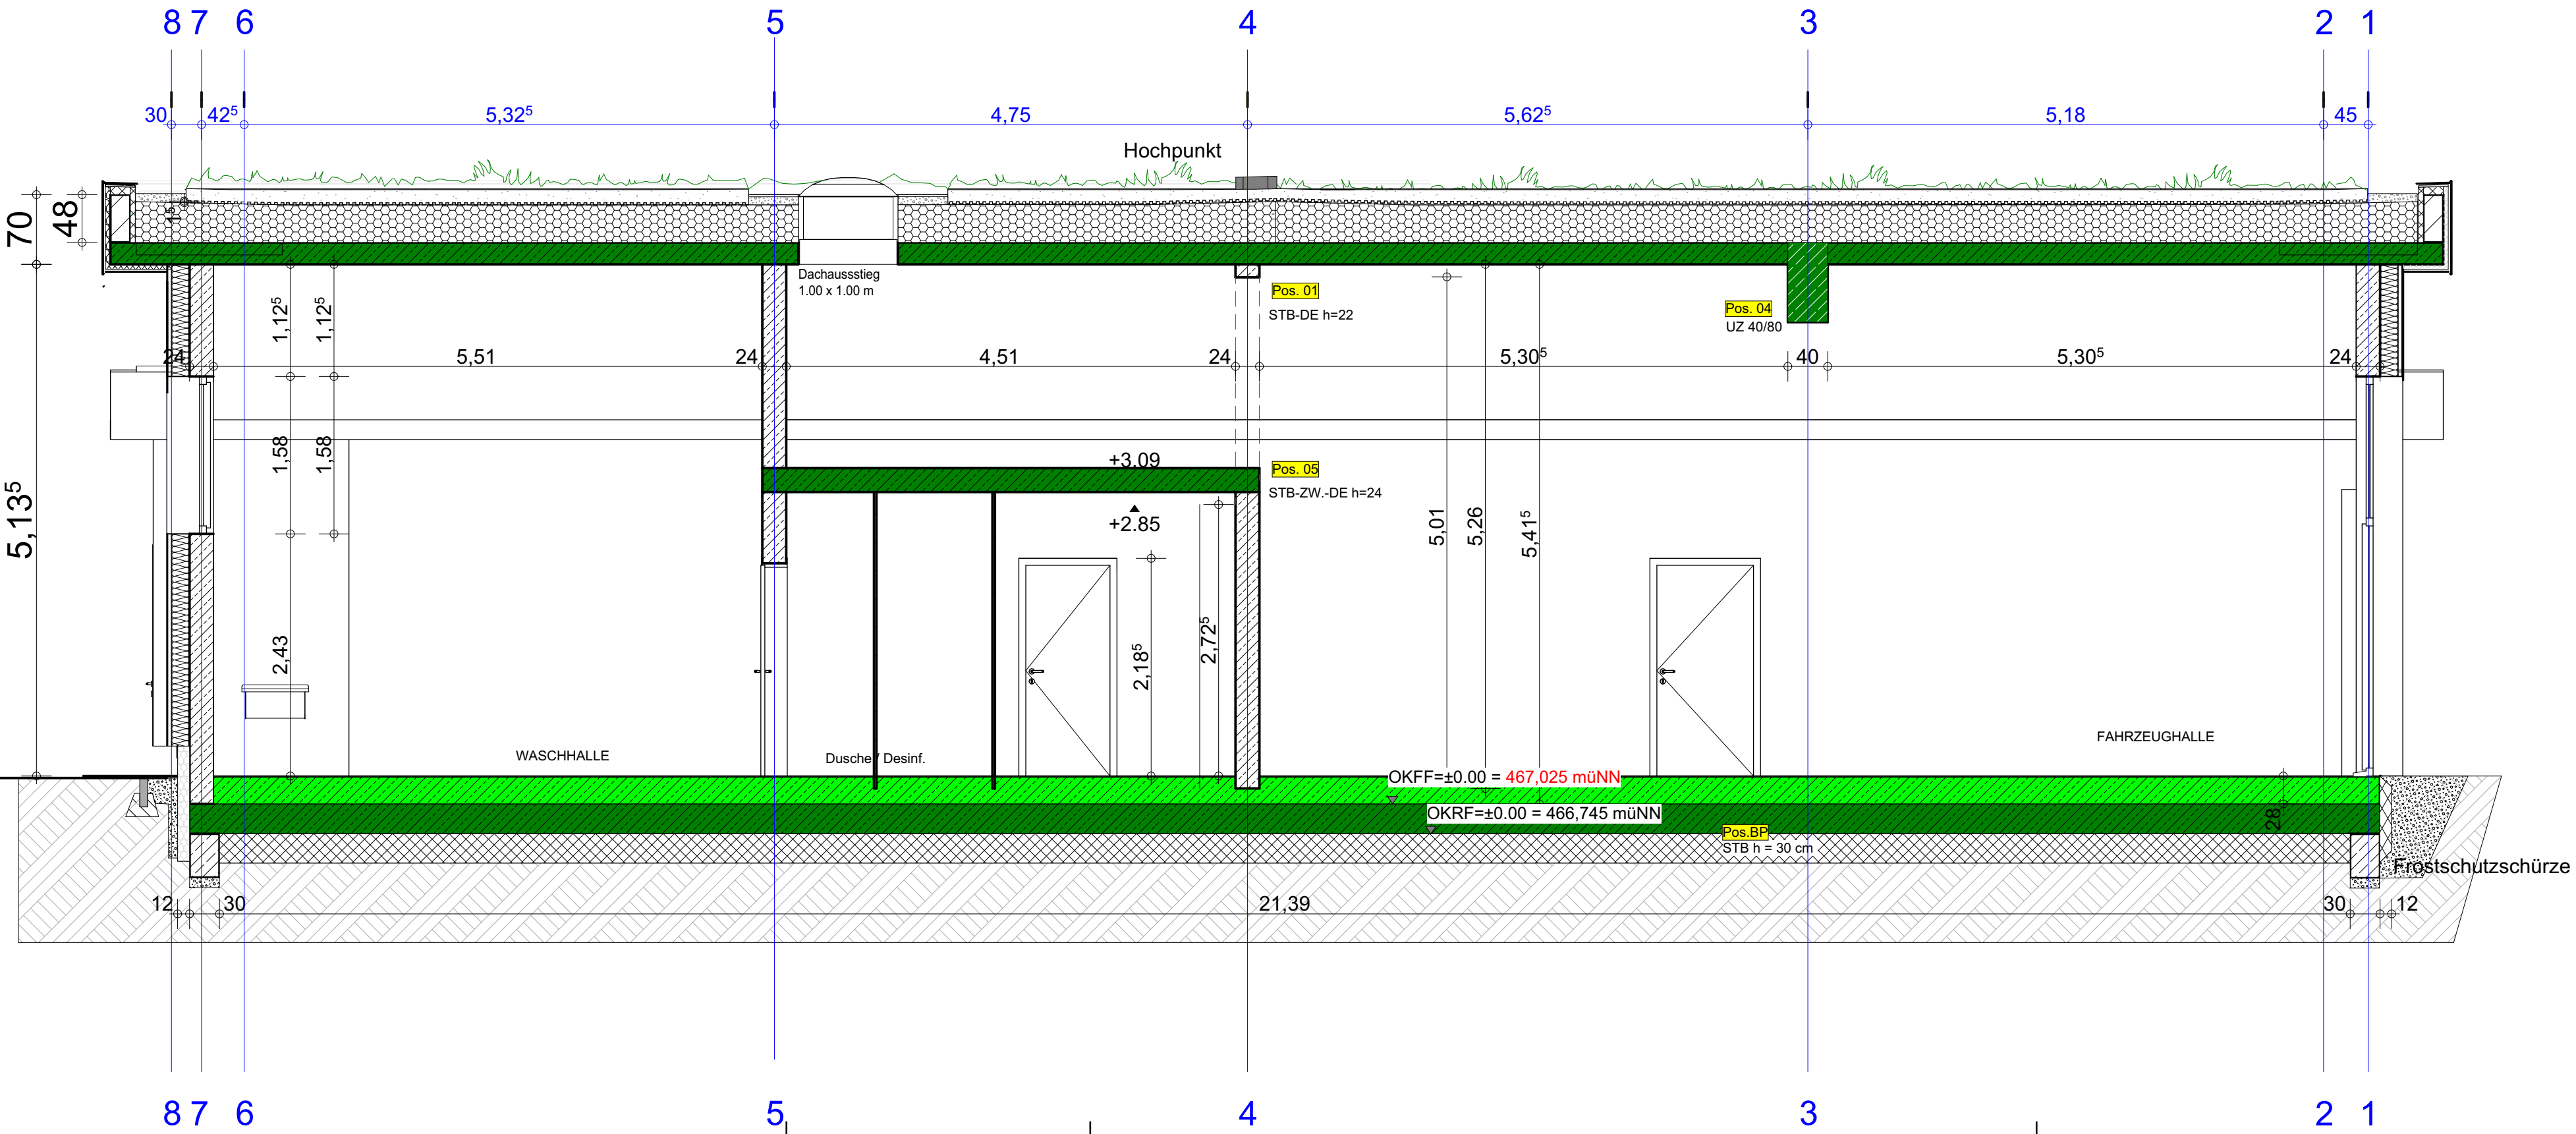 8 7 6 5 4 3 2 1
30 42⁵ 5,32⁵ 4,75 5,62⁵ 5,18 45
Hochpunkt
70
48
1⁵
Dachaussstieg
1.00 x 1.00 m
Pos. 01
STB-DE h=22
Pos. 04
UZ 40/80
1,12⁵
1,12⁵
24 5,51 24 4,51 24 5,30⁵ 40 5,30⁵ 24
1,58
1,58
5,13⁵
+3.09
Pos. 05
STB-ZW.-DE h=24
+2.85
5,01
5,26
5,41⁵
2,43
2,18⁵
2,72⁵
WASCHHALLE
Dusche / Desinf.
FAHRZEUGHALLE
OKFF=±0.00 = 467,025 müNN
OKRF=±0.00 = 466,745 müNN
28
Pos.BP
STB h = 30 cm
Frostschutzschürze
12 30 21,39 30 12
8 7 6 5 4 3 2 1